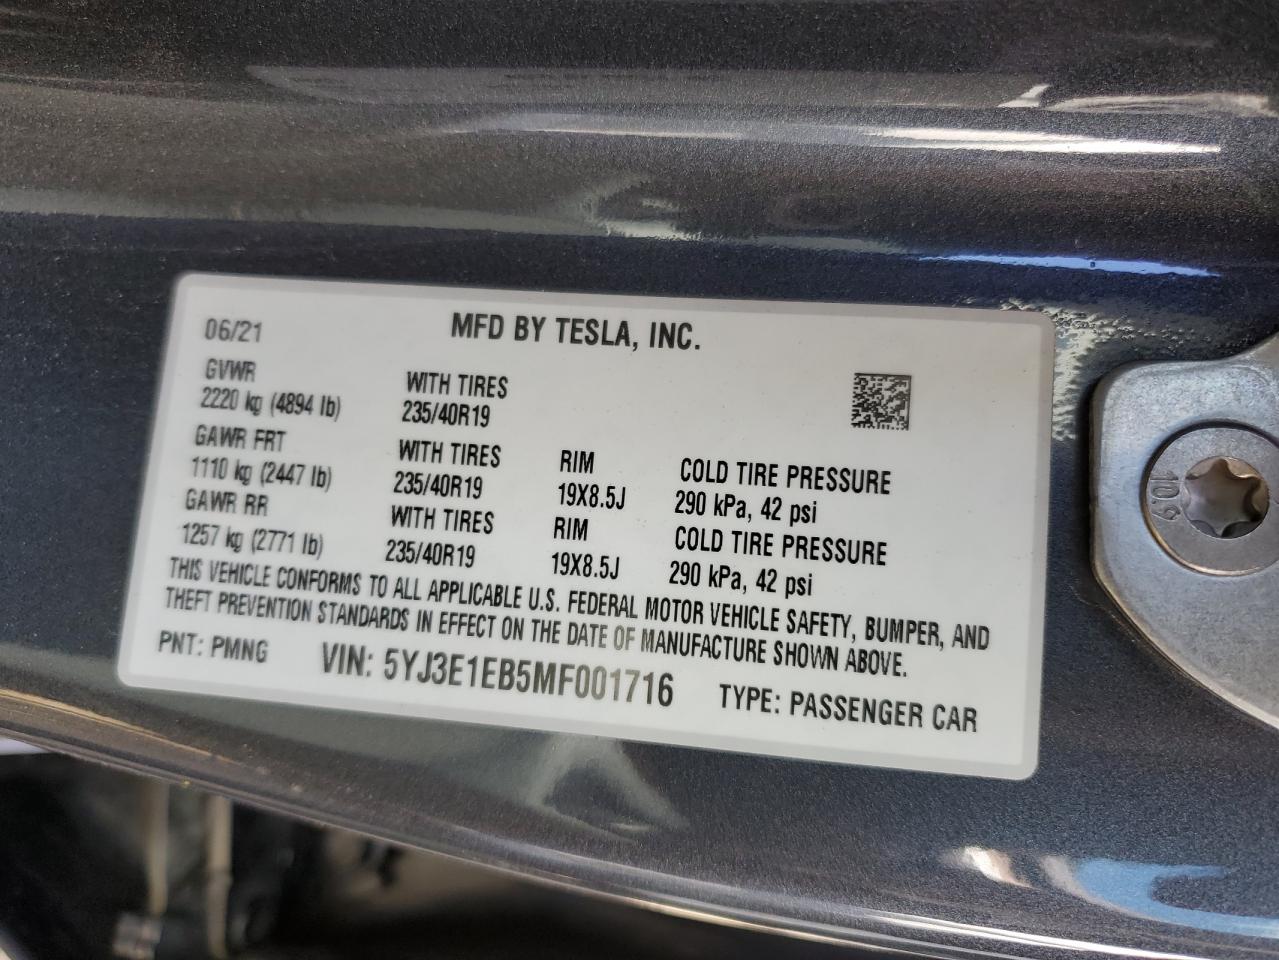 06/21 MFD BY TESLA, INC.
GVWR WITH TIRES
2220 kg (4894 lb) 235/40R19
GAWR FRT WITH TIRES RIM COLD TIRE PRESSURE
1110 kg (2447 lb) 235/40R19 19X8.5J 290 kPa, 42 psi
GAWR RR WITH TIRES RIM COLD TIRE PRESSURE
1257 kg (2771 lb) 235/40R19 19X8.5J 290 kPa, 42 psi
THIS VEHICLE CONFORMS TO ALL APPLICABLE U.S. FEDERAL MOTOR VEHICLE SAFETY, BUMPER, AND
THEFT PREVENTION STANDARDS IN EFFECT ON THE DATE OF MANUFACTURE SHOWN ABOVE.
PNT: PMNG VIN: 5YJ3E1EB5MF001716 TYPE: PASSENGER CAR
10.9